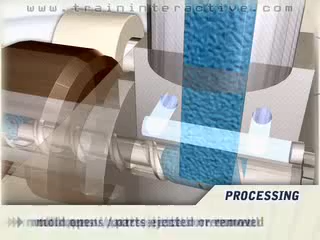 www.traininteractive.com
PROCESSING
mold opens / parts ejected or removed